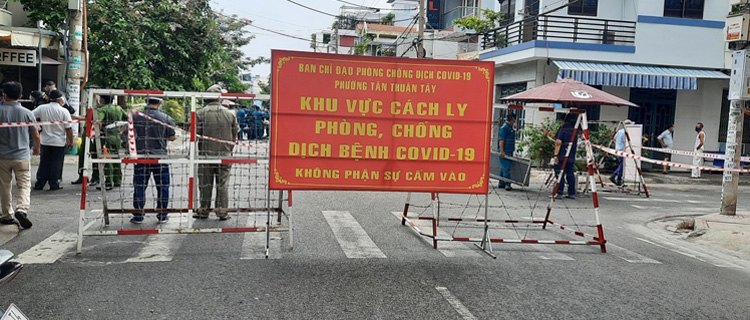 OFFEE
BAN CHỈ ĐẠO PHÒNG CHỐNG DỊCH COVID-19
PHƯỜNG TÂN THUẬN TÂY
KHU VỰC CÁCH LY
PHÒNG, CHỐNG
DỊCH BỆNH COVID-19
KHÔNG PHẬN SỰ CẤM VÀO